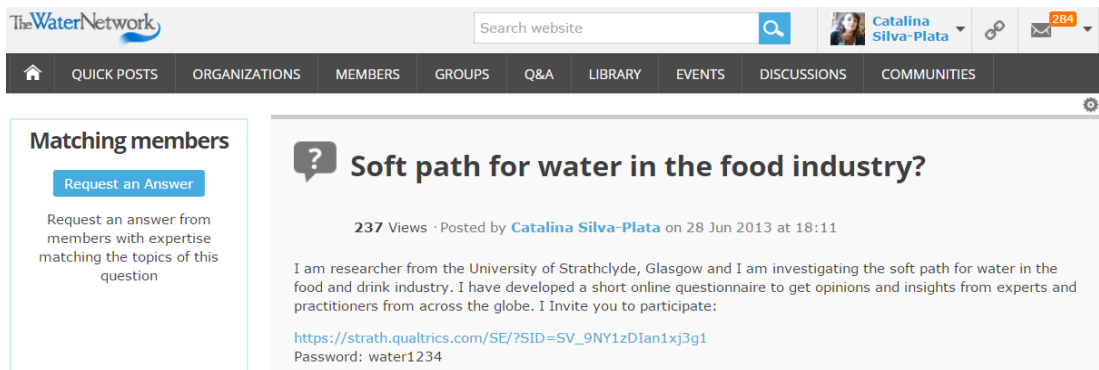 TheWaterNetwork
Search website
Catalina
Silva-Plata
284
QUICK POSTS ORGANIZATIONS MEMBERS GROUPS Q&A LIBRARY EVENTS DISCUSSIONS COMMUNITIES
Matching members
Request an Answer
Request an answer from
members with expertise
matching the topics of this
question
? Soft path for water in the food industry?
237 Views · Posted by Catalina Silva-Plata on 28 Jun 2013 at 18:11
I am researcher from the University of Strathclyde, Glasgow and I am investigating the soft path for water in the
food and drink industry. I have developed a short online questionnaire to get opinions and insights from experts and
practitioners from across the globe. I Invite you to participate:
https://strath.qualtrics.com/SE/?SID=SV_9NY1zDIan1xj3g1
Password: water1234